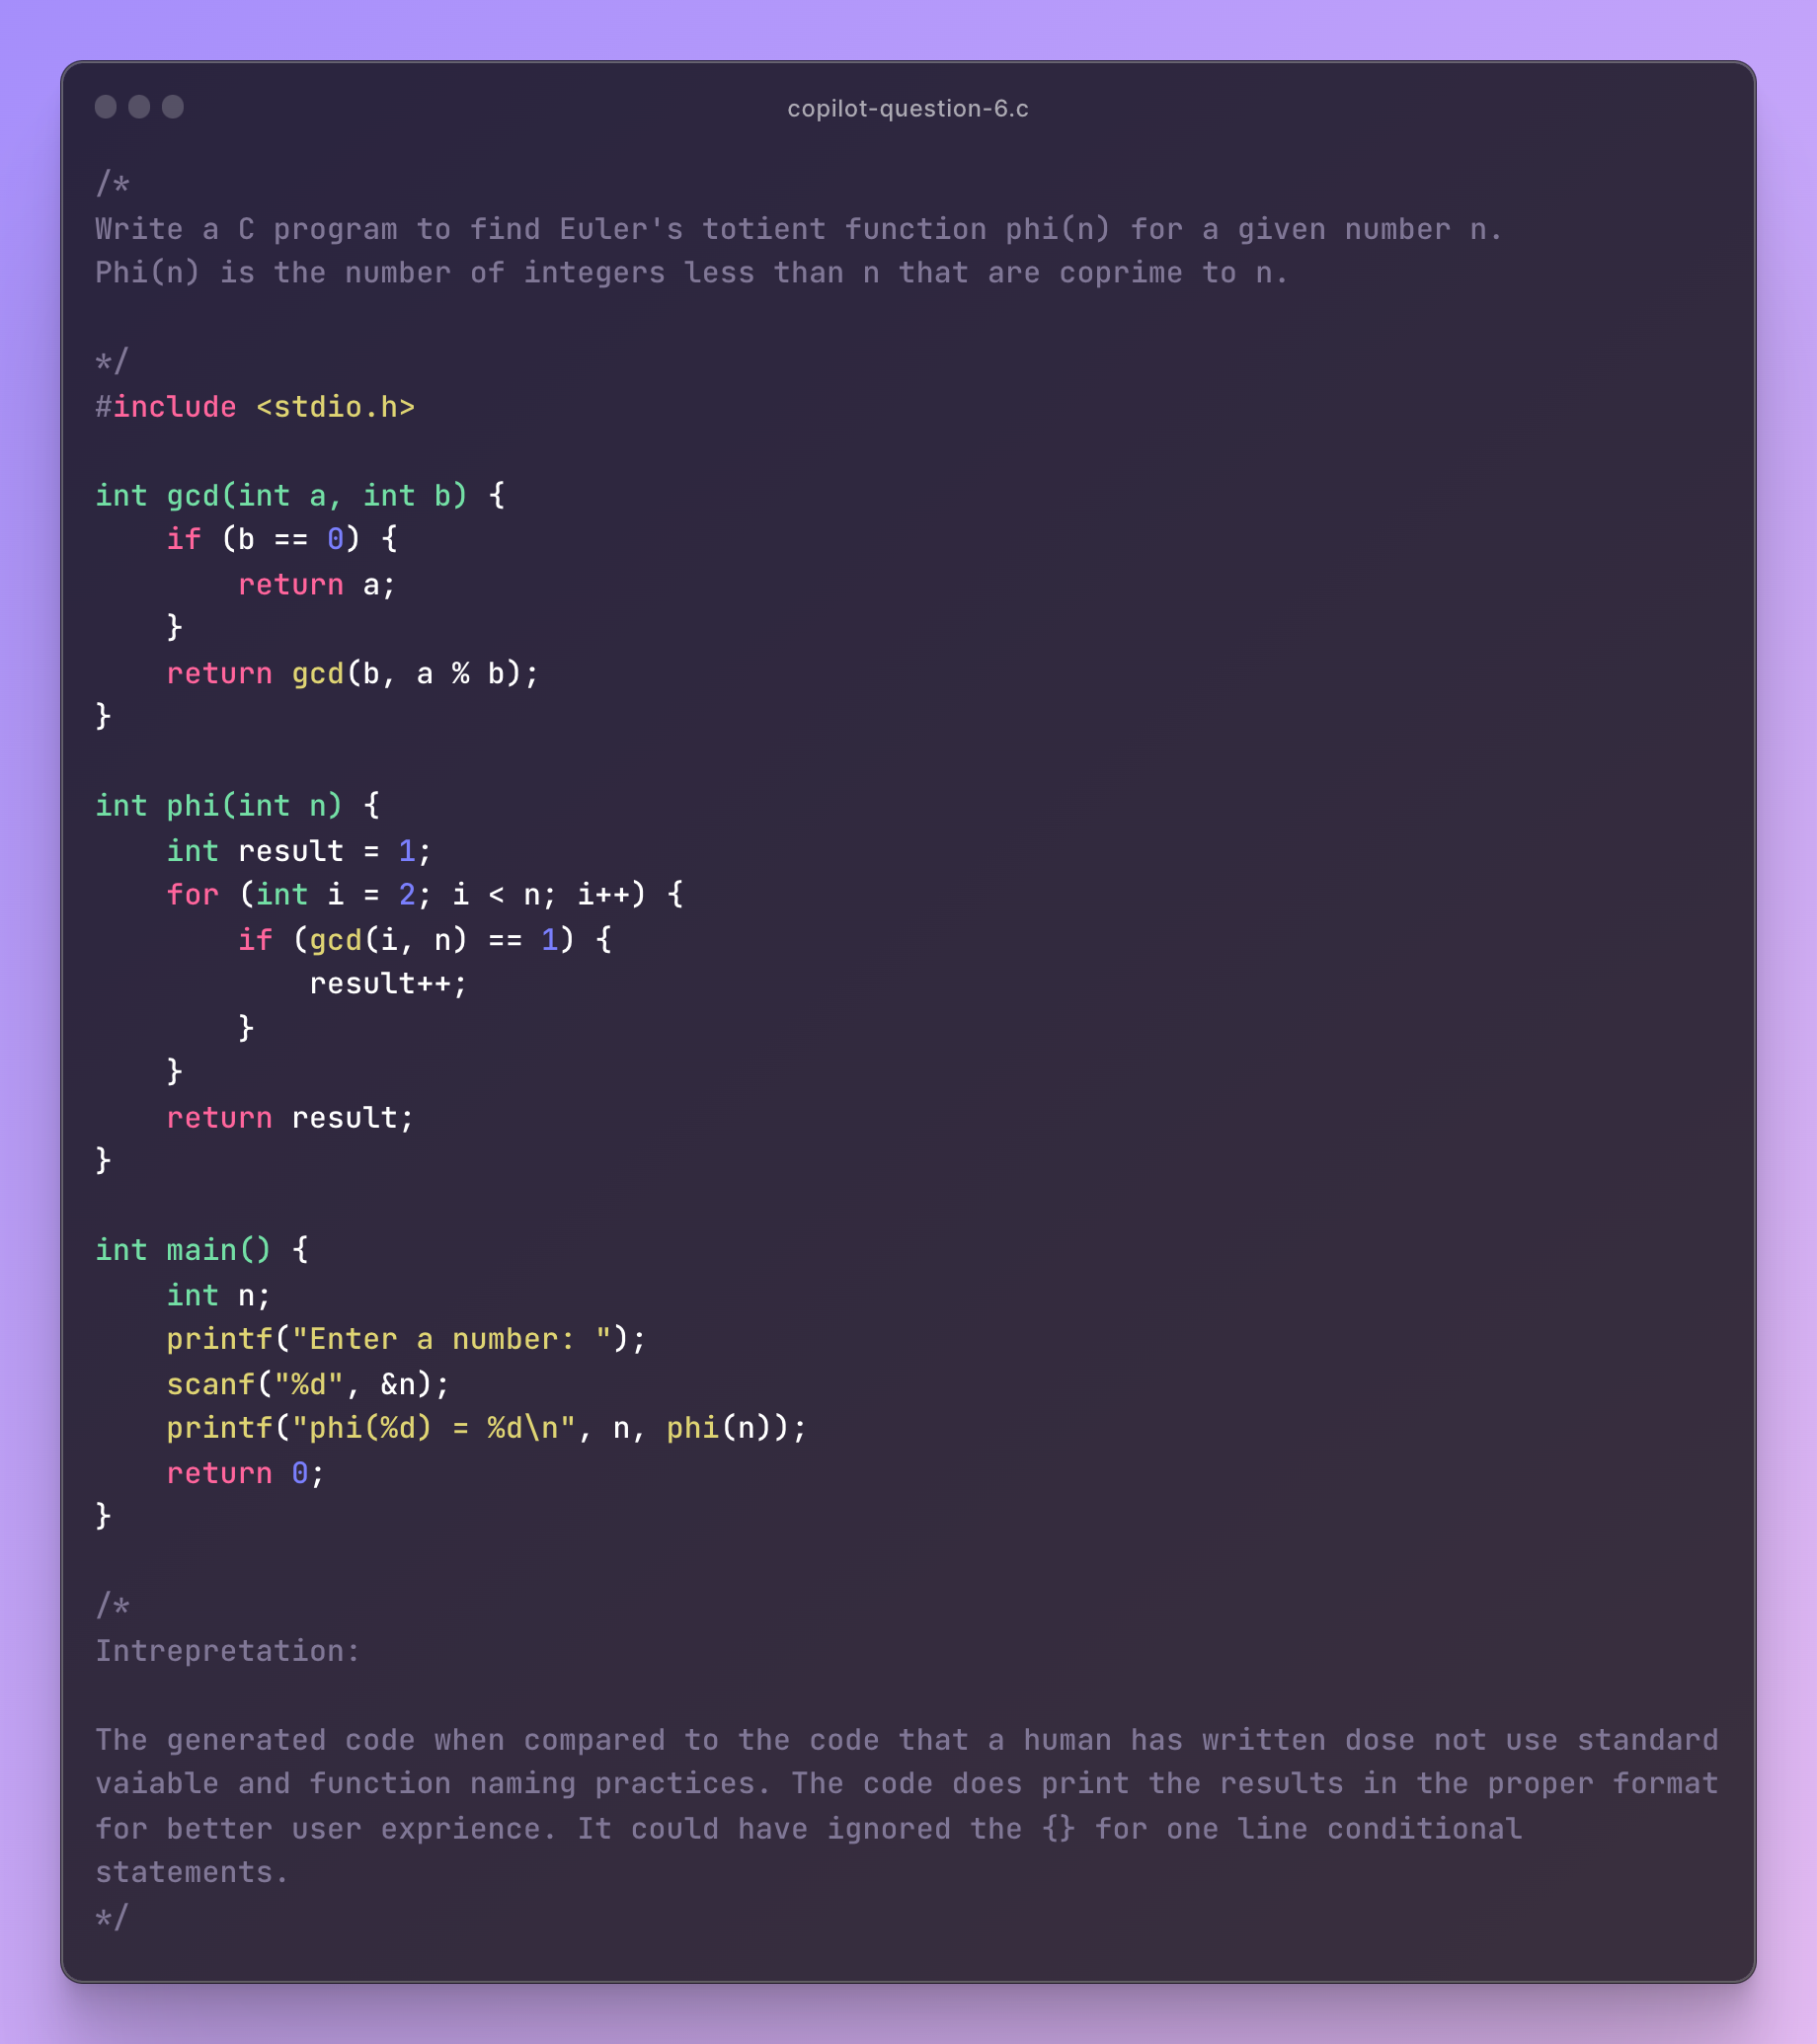 copilot-question-6.c
/*
Write a C program to find Euler's totient function phi(n) for a given number n.
Phi(n) is the number of integers less than n that are coprime to n.
*/
#include <stdio.h>
int gcd(int a, int b) {
    if (b == 0) {
        return a;
    }
    return gcd(b, a % b);
}
int phi(int n) {
    int result = 1;
    for (int i = 2; i < n; i++) {
        if (gcd(i, n) == 1) {
            result++;
        }
    }
    return result;
}
int main() {
    int n;
    printf("Enter a number: ");
    scanf("%d", &n);
    printf("phi(%d) = %d\n", n, phi(n));
    return 0;
}
/*
Intrepretation:
The generated code when compared to the code that a human has written dose not use standard
vaiable and function naming practices. The code does print the results in the proper format
for better user exprience. It could have ignored the {} for one line conditional
statements.
*/